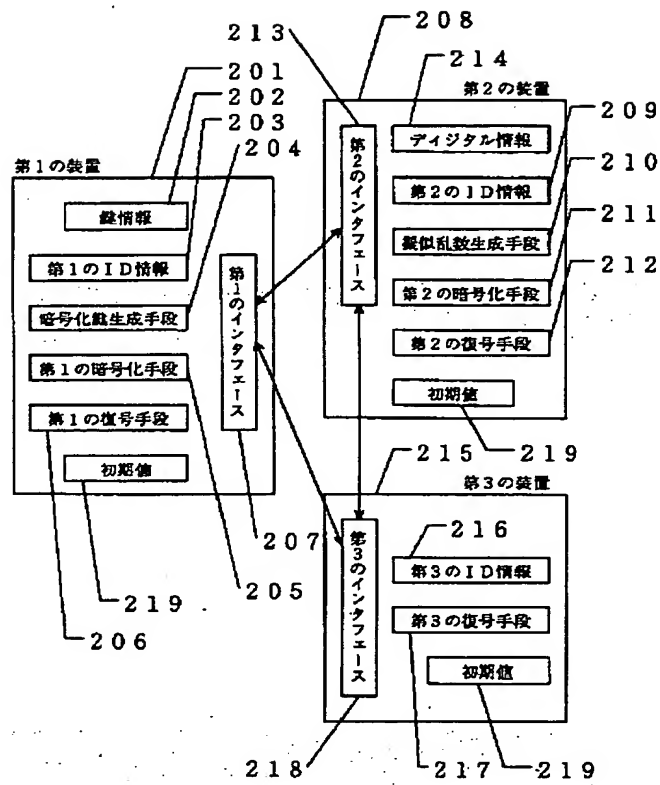 213
208
214
201
202
203
204
第2の装置
209
210
211
212
第1の装置
第2のインタフェース
ディジタル情報
第2のID情報
擬似乱数生成手段
第2の暗号化手段
第2の復号手段
初期値
鍵情報
第1のID情報
暗号化鍵生成手段
第1の暗号化手段
第1の復号手段
初期値
第1のインタフェース
215
219
第3の装置
207
216
第3のインタフェース
第3のID情報
第3の復号手段
初期値
219
205
206
218
217
219